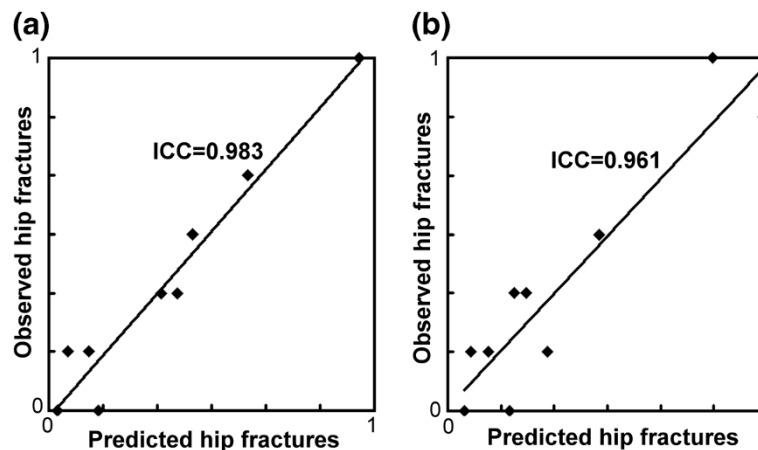 (a)
1
ICC=0.983
Observed hip fractures
0
0
1
Predicted hip fractures
(b)
1
ICC=0.961
Observed hip fractures
0
0
Predicted hip fractures